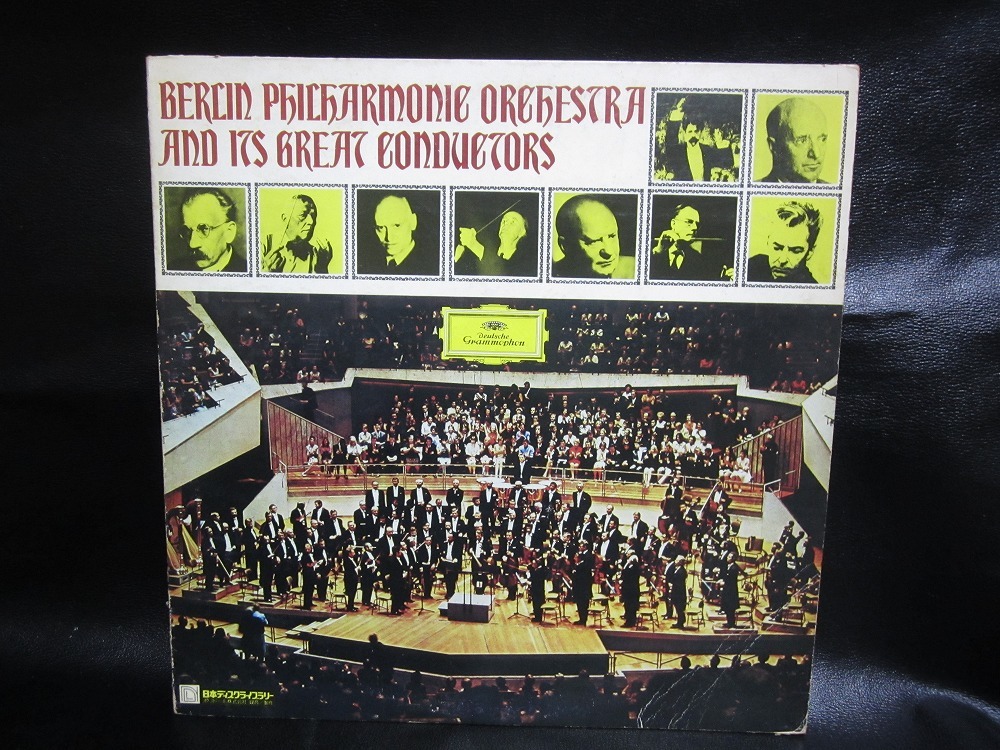 BERLIN PHILHARMONIC ORCHESTRA
AND ITS GREAT CONDUCTORS
Deutsche
Grammophon
日本ディスクライブラリー